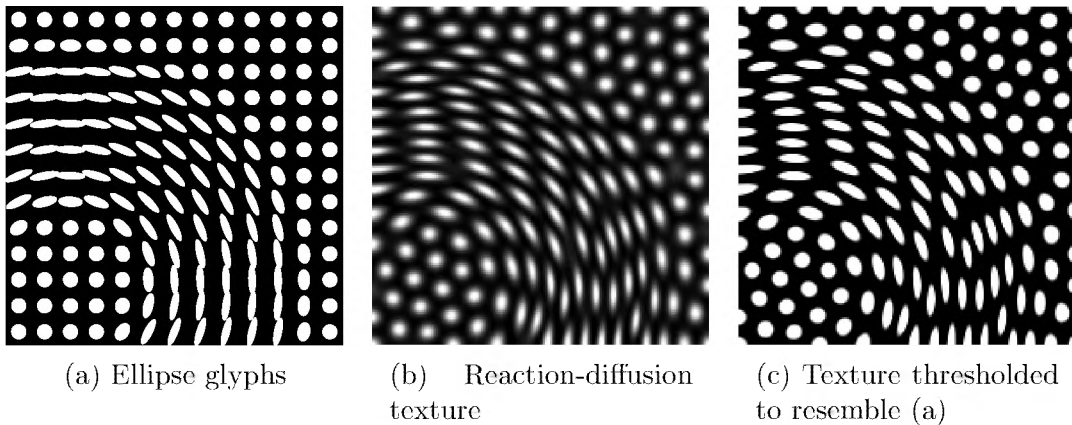 (a) Ellipse glyphs
(b) Reaction-diffusion
texture
(c) Texture thresholded
to resemble (a)